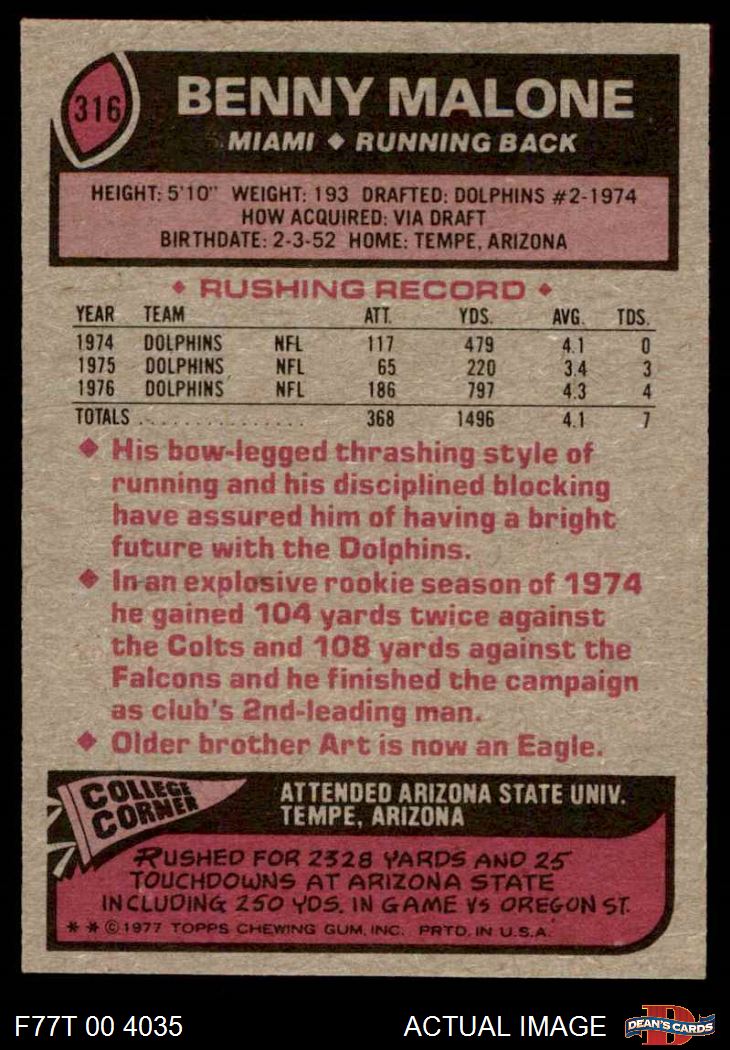 316
BENNY MALONE
MIAMI ◆ RUNNING BACK
HEIGHT: 5'10" WEIGHT: 193 DRAFTED: DOLPHINS #2-1974
HOW ACQUIRED: VIA DRAFT
BIRTHDATE: 2-3-52 HOME: TEMPE, ARIZONA
◆ RUSHING RECORD ◆
YEAR TEAM ATT. YDS. AVG. TDS.
1974 DOLPHINS NFL 117 479 4.1 0
1975 DOLPHINS NFL 65 220 3.4 3
1976 DOLPHINS NFL 186 797 4.3 4
TOTALS . . . . . . . . . . . . . . . 368 1496 4.1 7
◆ His bow-legged thrashing style of
running and his disciplined blocking
have assured him of having a bright
future with the Dolphins.
◆ In an explosive rookie season of 1974
he gained 104 yards twice against
the Colts and 108 yards against the
Falcons and he finished the campaign
as club's 2nd-leading man.
◆ Older brother Art is now an Eagle.
COLLEGE
CORNER
ATTENDED ARIZONA STATE UNIV.
TEMPE, ARIZONA
RUSHED FOR 2328 YARDS AND 25
TOUCHDOWNS AT ARIZONA STATE
INCLUDING 250 YDS. IN GAME VS OREGON ST.
* * © 1977 TOPPS CHEWING GUM, INC. PRTD. IN U.S.A.
F77T 00 4035 ACTUAL IMAGE
D
DEAN'S CARDS